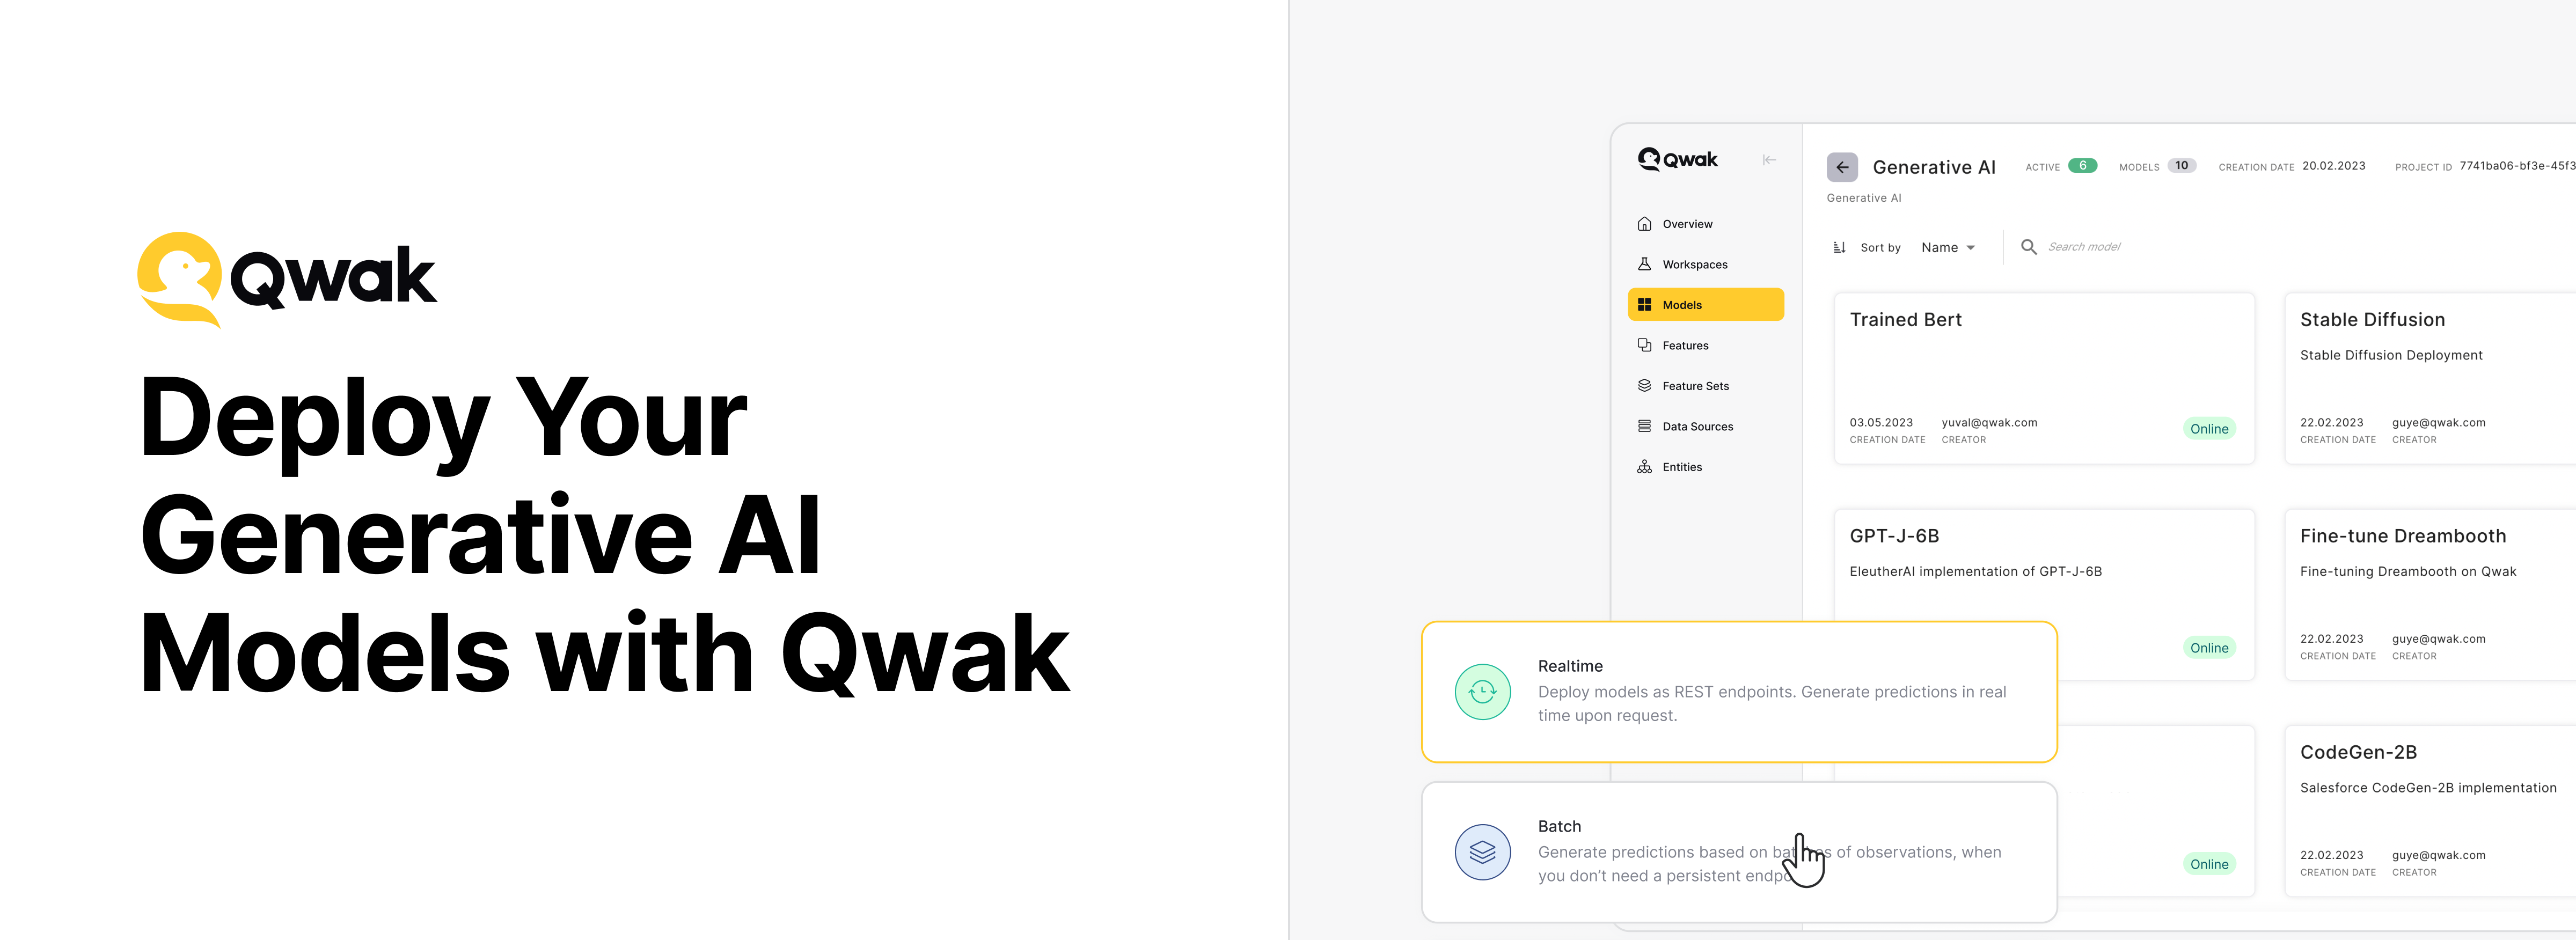 Qwak
Deploy Your
Generative AI
Models with Qwak
Qwak
Overview
Workspaces
Models
Features
Feature Sets
Data Sources
Entities
Generative AI
ACTIVE 6
MODELS 10
CREATION DATE 20.02.2023
PROJECT ID 7741ba06-bf3e-45f3
Generative AI
Sort by Name
Search model
Trained Bert
03.05.2023 yuval@qwak.com
CREATION DATE CREATOR
Online
Stable Diffusion
Stable Diffusion Deployment
22.02.2023 guye@qwak.com
CREATION DATE CREATOR
GPT-J-6B
EleutherAI implementation of GPT-J-6B
Online
Fine-tune Dreambooth
Fine-tuning Dreambooth on Qwak
22.02.2023 guye@qwak.com
CREATION DATE CREATOR
Realtime
Deploy models as REST endpoints. Generate predictions in real
time upon request.
Batch
Generate predictions based on batches of observations, when
you don't need a persistent
Online
CodeGen-2B
Salesforce CodeGen-2B implementation
22.02.2023 guye@qwak.com
CREATION DATE CREATOR